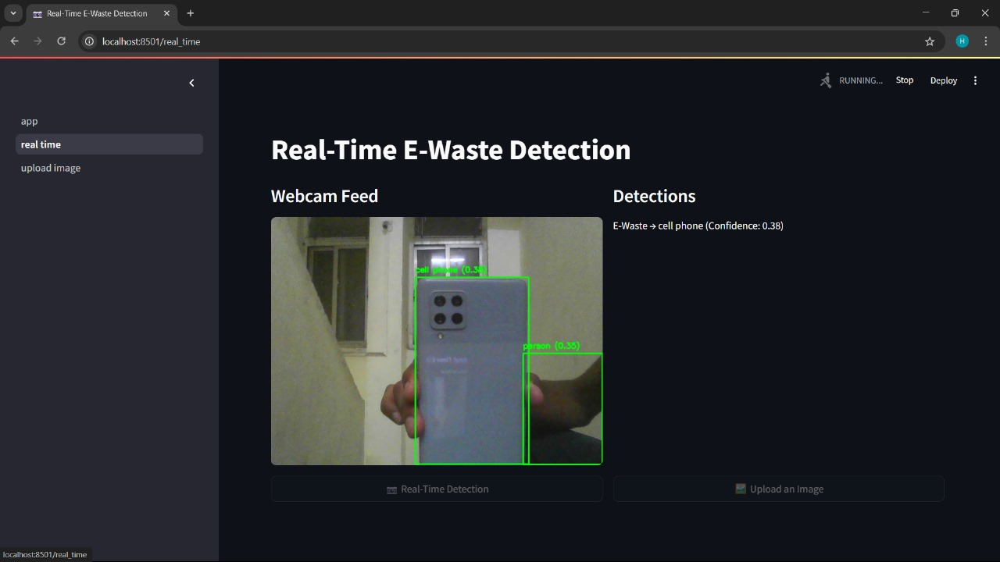 Real-Time E-Waste Detection
localhost:8501/real_time
H
RUNNING...
Stop
Deploy
app
real time
upload image
Real-Time E-Waste Detection
Webcam Feed
Detections
E-Waste → cell phone (Confidence: 0.38)
cell phone (0.38)
person (0.35)
Real-Time Detection
Upload an Image
localhost:8501/real_time